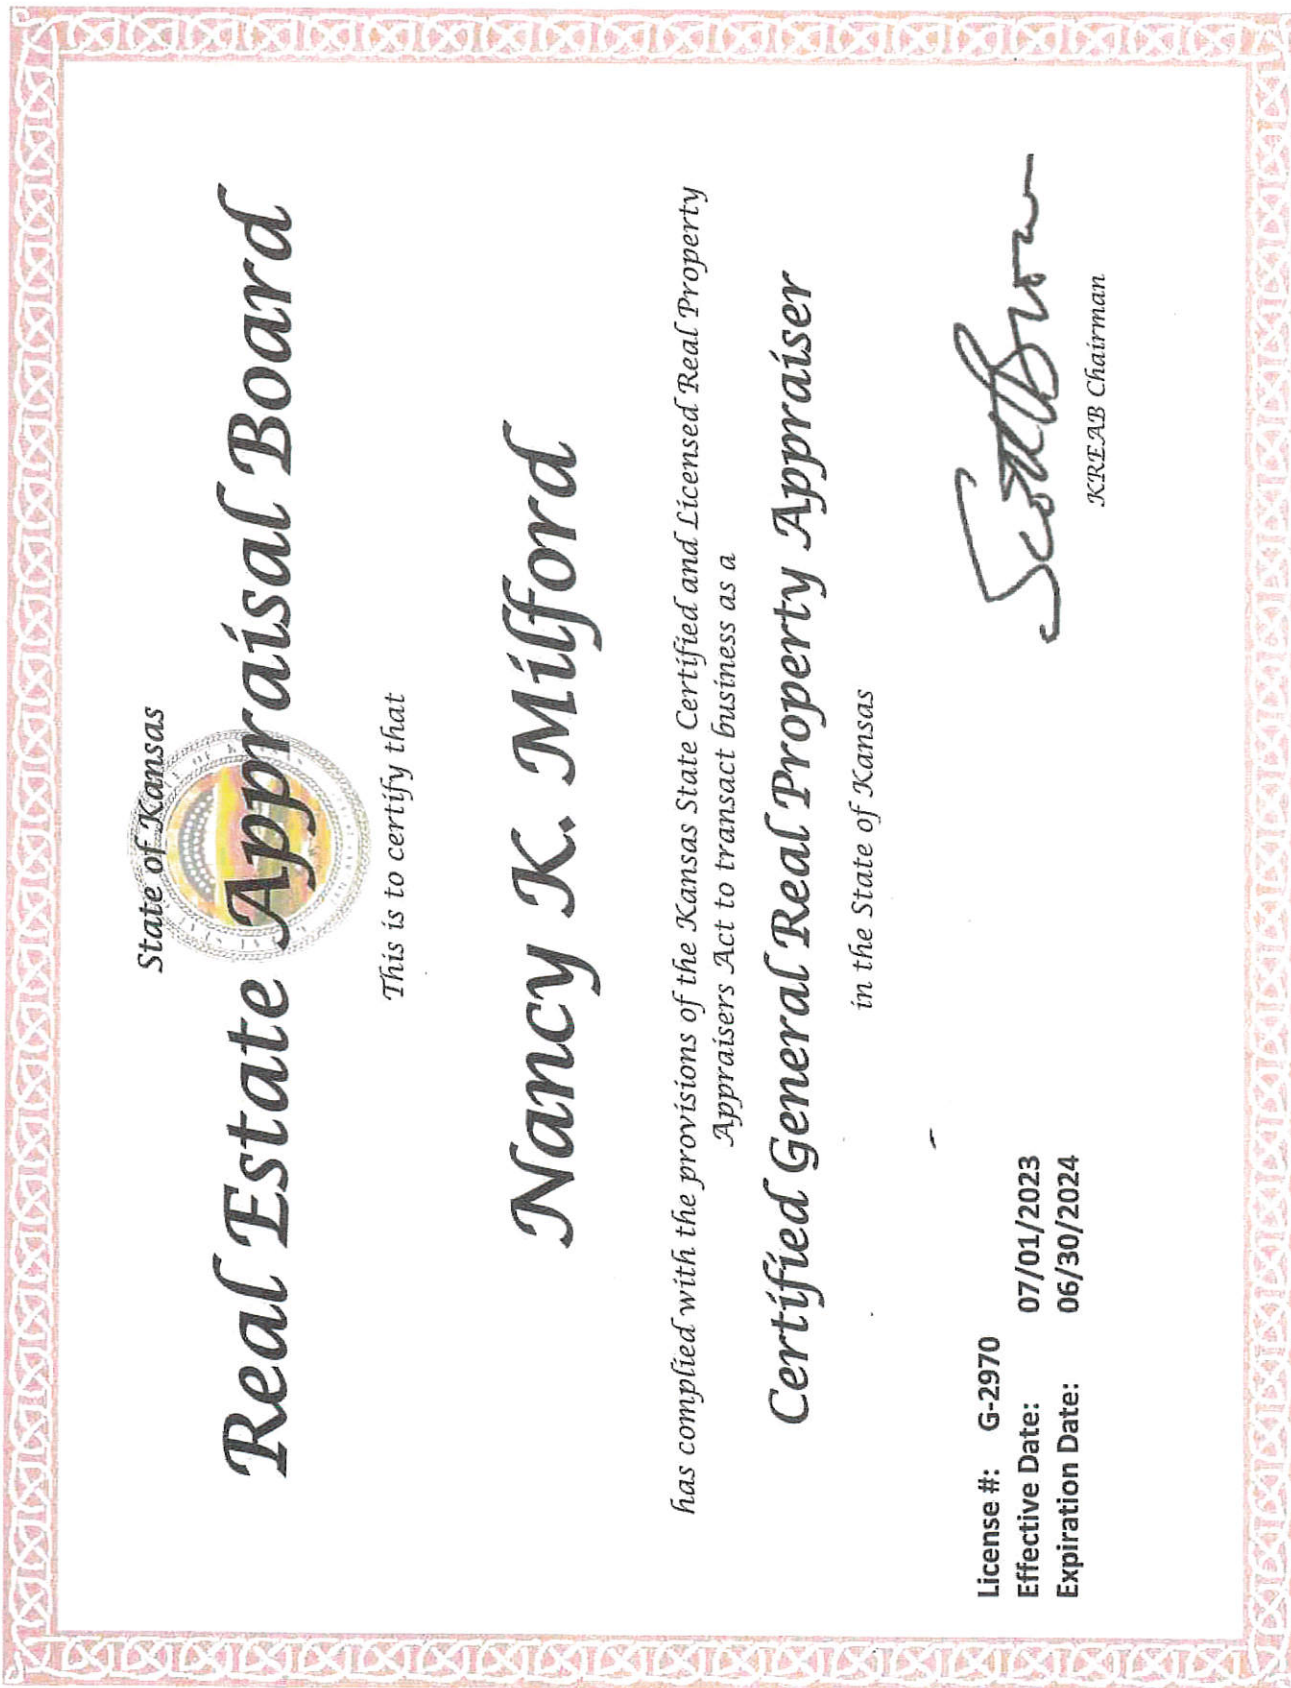 State of Kansas
Real Estate Appraisal Board
This is to certify that
Nancy K. Milford
has complied with the provisions of the Kansas State Certified and Licensed Real Property
Appraisers Act to transact business as a
Certified General Real Property Appraiser
in the State of Kansas
License #: G-2970
Effective Date: 07/01/2023
Expiration Date: 06/30/2024
KREAB Chairman